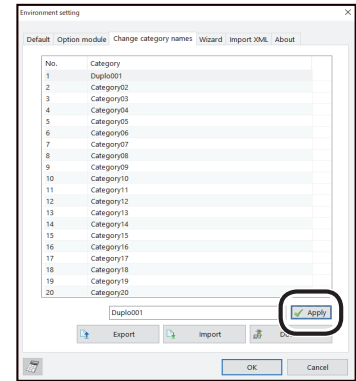 Environment setting
Default Option module Change category names Wizard Import XML About
No. Category
1 Duplo001
2 Category02
3 Category03
4 Category04
5 Category05
6 Category06
7 Category07
8 Category08
9 Category09
10 Category10
11 Category11
12 Category12
13 Category13
14 Category14
15 Category15
16 Category16
17 Category17
18 Category18
19 Category19
20 Category20
Duplo001 Apply
Export Import
OK Cancel